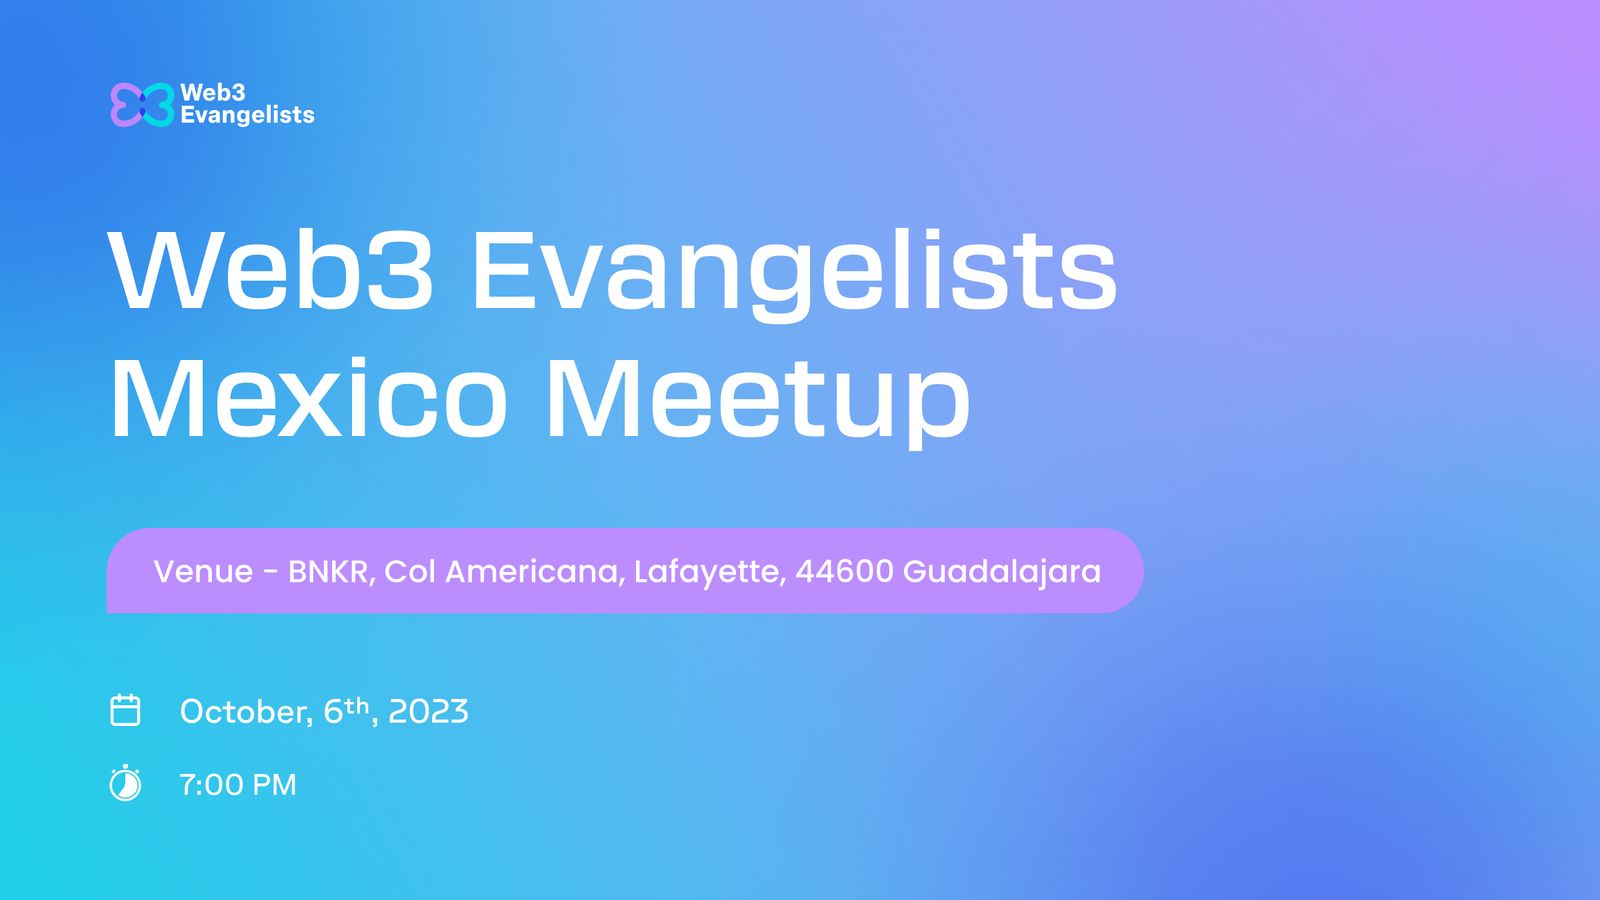 Web3
Evangelists
Web3 Evangelists
Mexico Meetup
Venue - BNKR, Col Americana, Lafayette, 44600 Guadalajara
October, 6th, 2023
7:00 PM